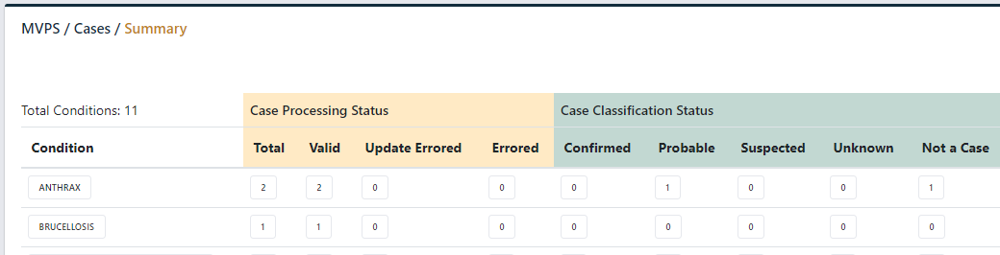 MVPS / Cases / Summary
Total Conditions: 11 Case Processing Status Case Classification Status
Condition Total Valid Update Errored Errored Confirmed Probable Suspected Unknown Not a Case
ANTHRAX 2 2 0 0 0 1 0 0 1
BRUCELLOSIS 1 1 0 0 0 0 0 0 0